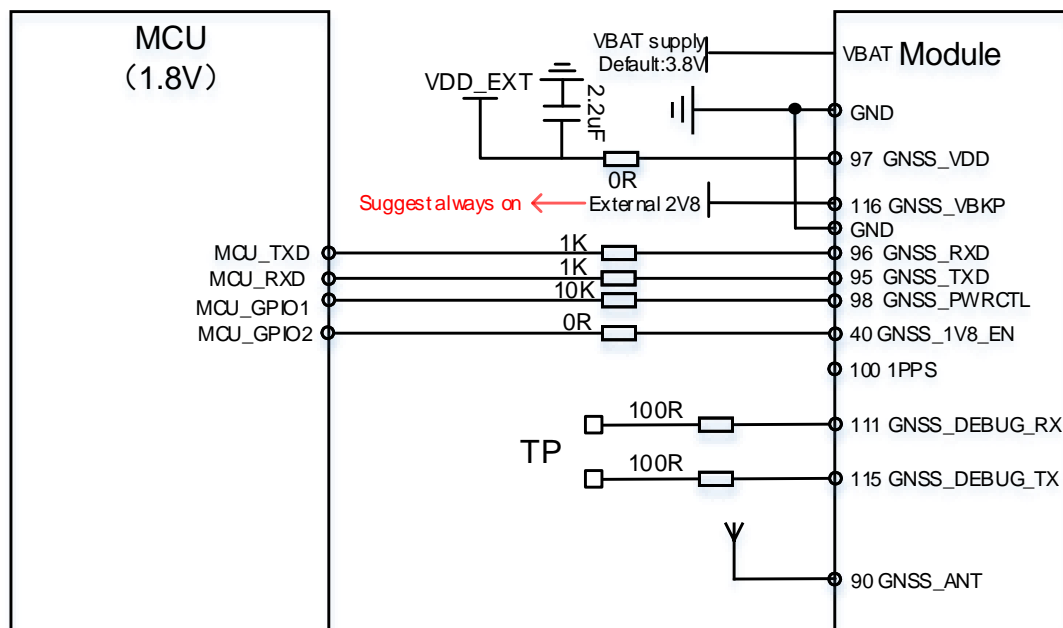 MCU
（1.8V）
VBAT supply
Default:3.8V
VBAT Module
VDD_EXT
2.2uF
GND
0R
97 GNSS_VDD
Suggest always on
External 2V8
116 GNSS_VBKP
GND
MCU_TXD
1K
96 GNSS_RXD
MCU_RXD
1K
95 GNSS_TXD
MCU_GPIO1
10K
98 GNSS_PWRCTL
MCU_GPIO2
0R
40 GNSS_1V8_EN
100 1PPS
TP
100R
111 GNSS_DEBUG_RX
100R
115 GNSS_DEBUG_TX
90 GNSS_ANT